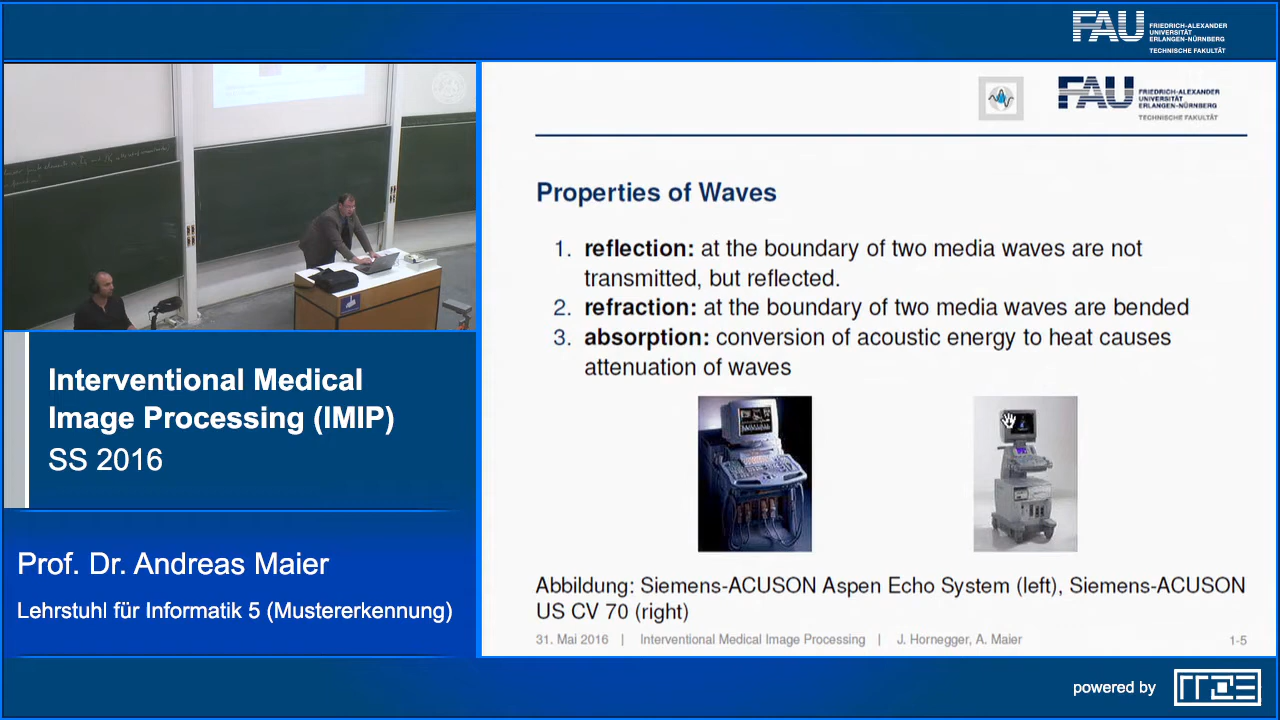 FAU
FRIEDRICH-ALEXANDER
UNIVERSITÄT
ERLANGEN-NÜRNBERG
TECHNISCHE FAKULTÄT
FAU
FRIEDRICH-ALEXANDER
UNIVERSITÄT
ERLANGEN-NÜRNBERG
TECHNISCHE FAKULTÄT
Properties of Waves
1. reflection: at the boundary of two media waves are not
transmitted, but reflected.
2. refraction: at the boundary of two media waves are bended
3. absorption: conversion of acoustic energy to heat causes
attenuation of waves
Abbildung: Siemens-ACUSON Aspen Echo System (left), Siemens-ACUSON
US CV 70 (right)
31. Mai 2016 | Interventional Medical Image Processing | J. Hornegger, A. Maier
1-5
Interventional Medical
Image Processing (IMIP)
SS 2016
Prof. Dr. Andreas Maier
Lehrstuhl für Informatik 5 (Mustererkennung)
powered by